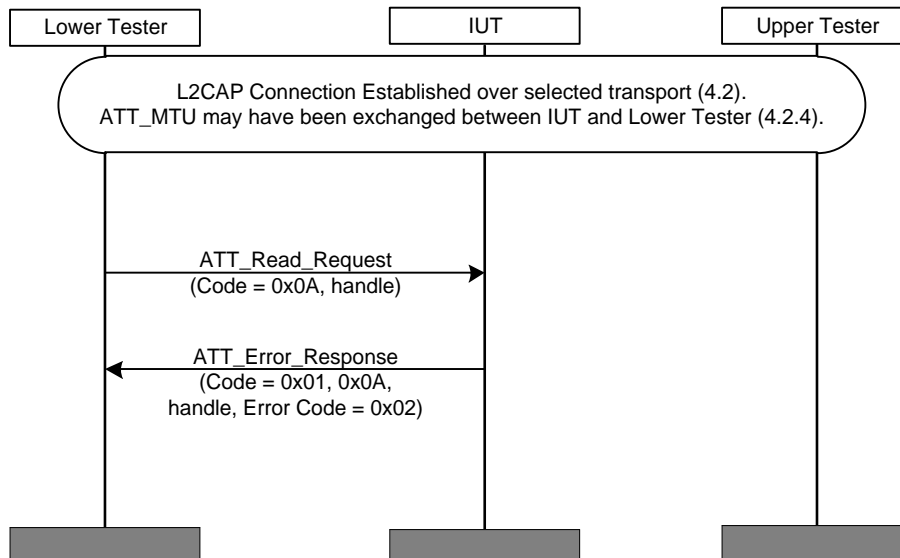 Lower Tester
IUT
Upper Tester
L2CAP Connection Established over selected transport (4.2).
ATT_MTU may have been exchanged between IUT and Lower Tester (4.2.4).
ATT_Read_Request
(Code = 0x0A, handle)
ATT_Error_Response
(Code = 0x01, 0x0A,
handle, Error Code = 0x02)